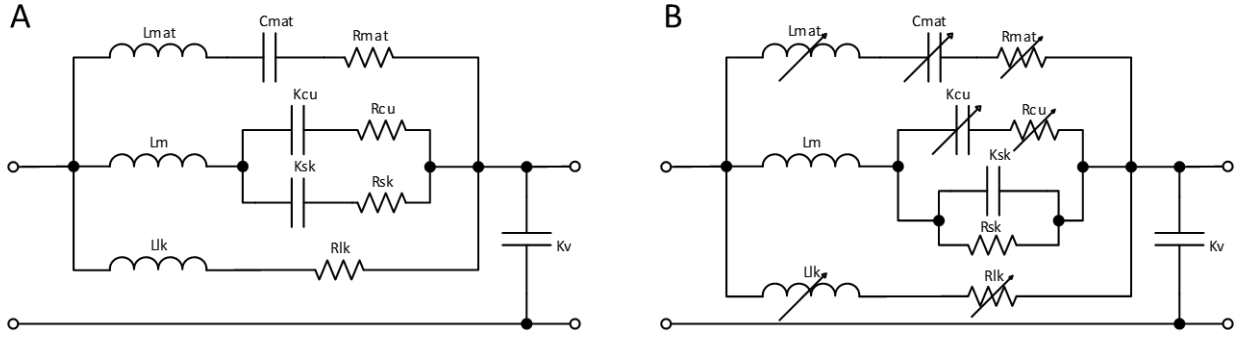 A
Lmat
Cmat
Rmat
Kcu
Rcu
Lm
Ksk
Rsk
Llk
Rlk
Kv
B
Lmat
Cmat
Rmat
Kcu
Rcu
Lm
Ksk
Rsk
Llk
Rlk
Kv